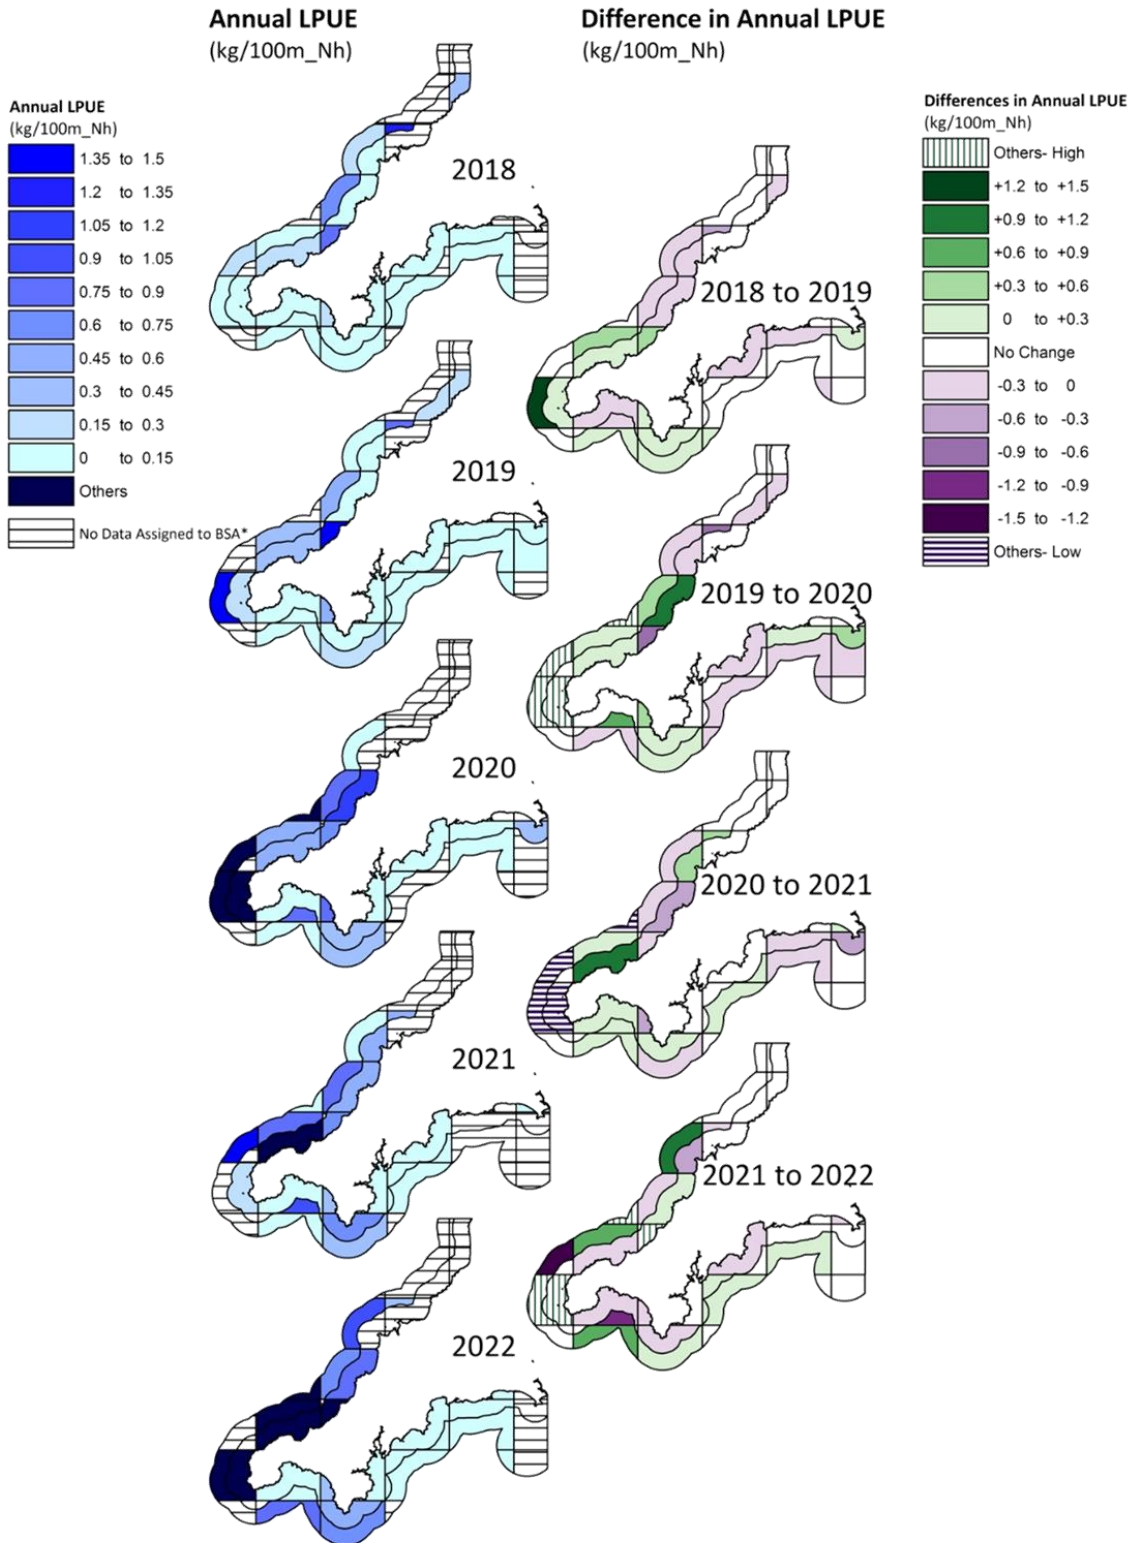 Annual LPUE
(kg/100m_Nh)
Difference in Annual LPUE
(kg/100m_Nh)
Annual LPUE
(kg/100m_Nh)
1.35 to 1.5
1.2 to 1.35
1.05 to 1.2
0.9 to 1.05
0.75 to 0.9
0.6 to 0.75
0.45 to 0.6
0.3 to 0.45
0.15 to 0.3
0 to 0.15
Others
No Data Assigned to BSA*
2018
2019
2020
2021
2022
2018 to 2019
2019 to 2020
2020 to 2021
2021 to 2022
Differences in Annual LPUE
(kg/100m_Nh)
Others- High
+1.2 to +1.5
+0.9 to +1.2
+0.6 to +0.9
+0.3 to +0.6
0 to +0.3
No Change
-0.3 to 0
-0.6 to -0.3
-0.9 to -0.6
-1.2 to -0.9
-1.5 to -1.2
Others- Low